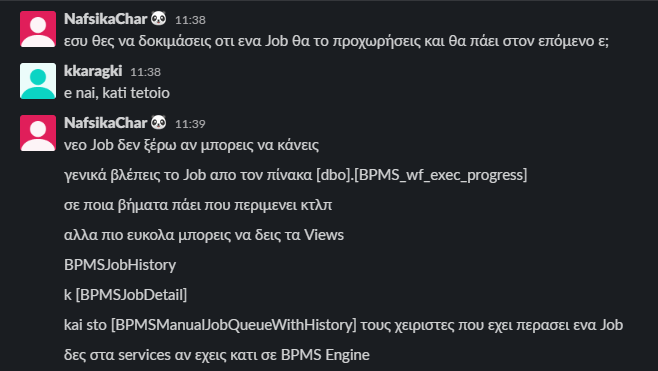 NafsikaChar 🐼 11:38
εσυ θες να δοκιμάσεις οτι ενα Job θα το προχωρήσεις και θα πάει στον επόμενο ε;
kkaragki 11:38
e nai, kati tetoio
NafsikaChar 🐼 11:39
νεο Job δεν ξέρω αν μπορεις να κάνεις
γενικά βλέπεις το Job απο τον πίνακα [dbo].[BPMS_wf_exec_progress]
σε ποια βήματα πάει που περιμενει κτλπ
αλλα πιο ευκολα μπορεις να δεις τα Views
BPMSJobHistory
k [BPMSJobDetail]
kai sto [BPMSManualJobQueueWithHistory] τους χειριστες που εχει περασει ενα Job
δες στα services αν εχεις κατι σε BPMS Engine